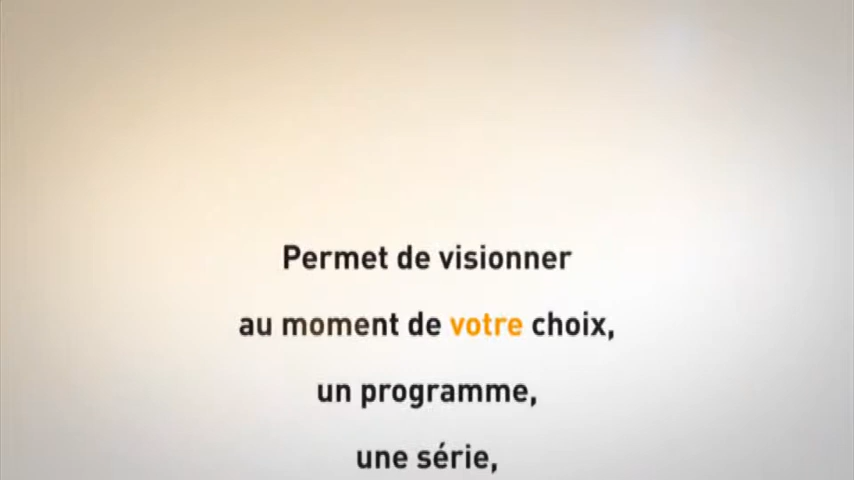 Permet de visionner
au moment de votre choix,
un programme,
une série,